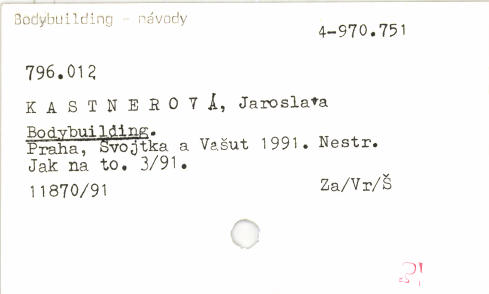 Bodybuilding - návody
4-970.751
796.012
K A S T N E R O V Á, Jaroslava
Bodybuilding.
Praha, Svojtka a Vašut 1991. Nestr.
Jak na to. 3/91.
11870/91 Za/Vr/Š